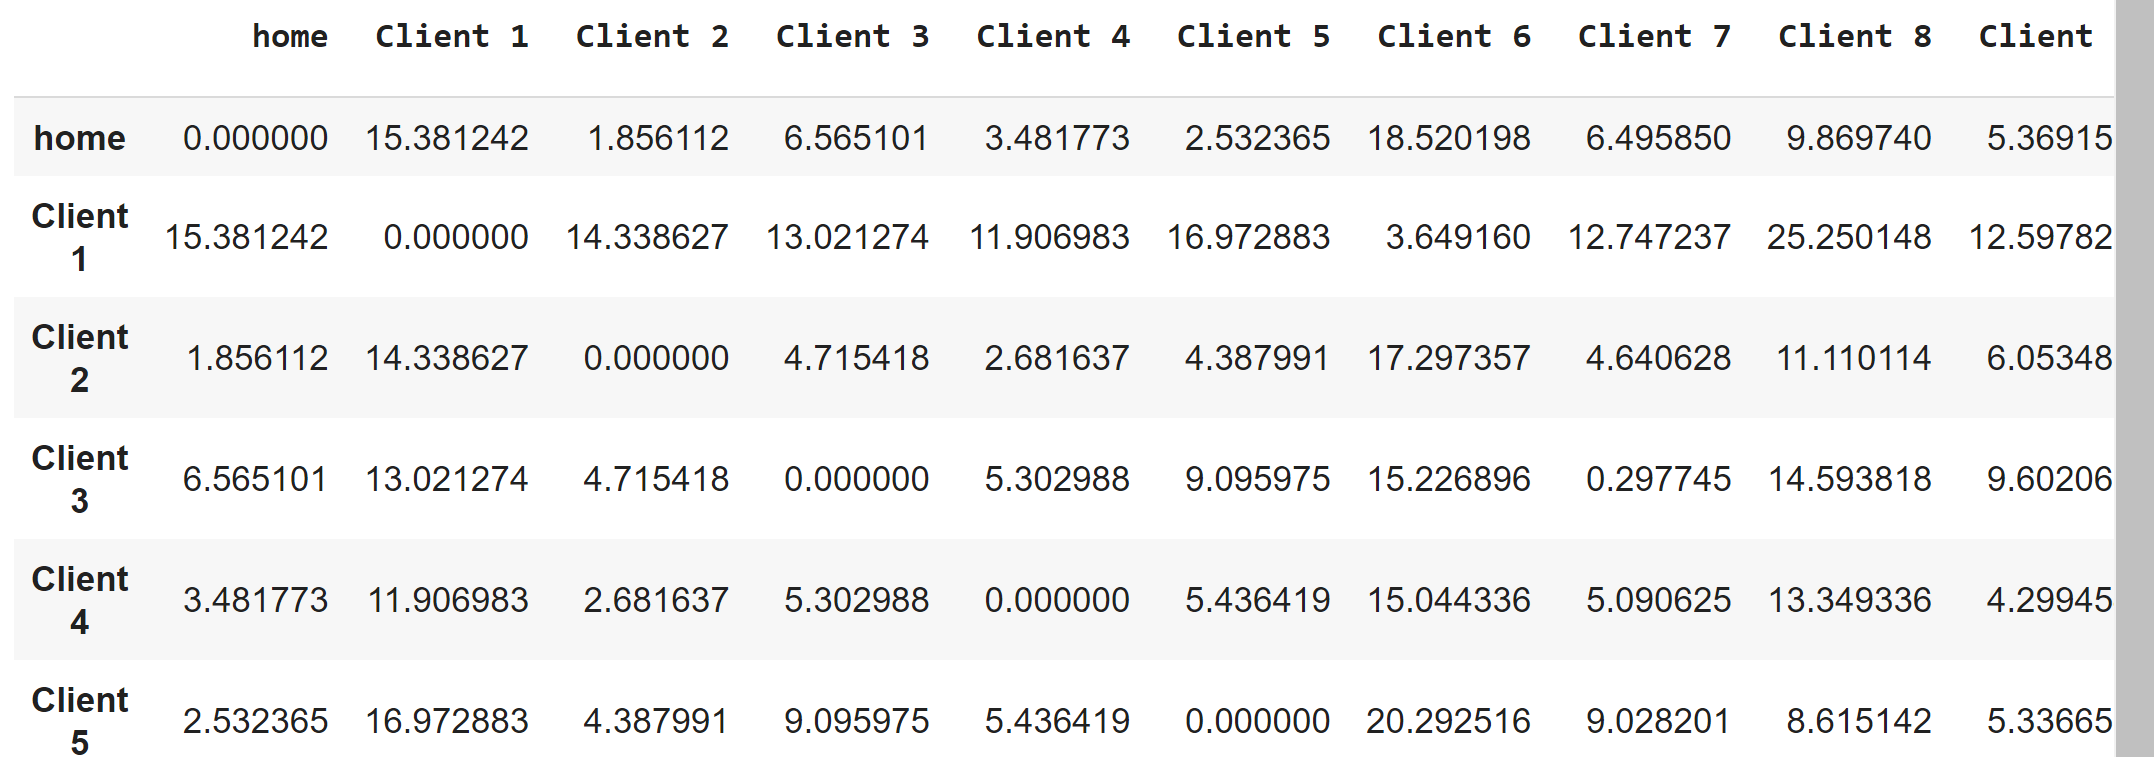 home Client 1 Client 2 Client 3 Client 4 Client 5 Client 6 Client 7 Client 8 Client
home 0.000000 15.381242 1.856112 6.565101 3.481773 2.532365 18.520198 6.495850 9.869740 5.36915
Client
1 15.381242 0.000000 14.338627 13.021274 11.906983 16.972883 3.649160 12.747237 25.250148 12.59782
Client
2 1.856112 14.338627 0.000000 4.715418 2.681637 4.387991 17.297357 4.640628 11.110114 6.05348
Client
3 6.565101 13.021274 4.715418 0.000000 5.302988 9.095975 15.226896 0.297745 14.593818 9.60206
Client
4 3.481773 11.906983 2.681637 5.302988 0.000000 5.436419 15.044336 5.090625 13.349336 4.29945
Client
5 2.532365 16.972883 4.387991 9.095975 5.436419 0.000000 20.292516 9.028201 8.615142 5.33665